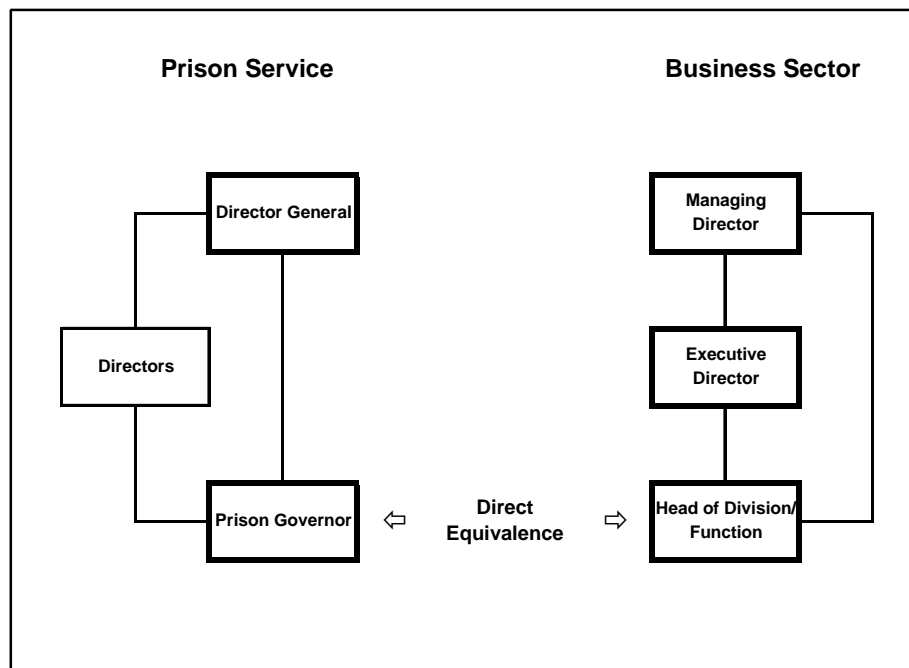 Prison Service
Business Sector
Director General
Managing
Director
Directors
Executive
Director
Prison Governor
⇦
Direct
Equivalence
⇨
Head of Division/
Function